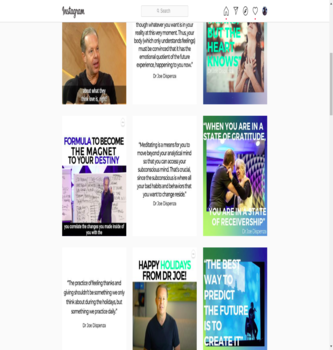 Instagram
Search
though whatever you want is in your
reality at this very moment. Thus, your
body (which only understands feelings)
must be convinced that it has the
emotional quotient of the future
experience, happening to you now."
Dr Joe Dispenza
BUT THE
HEART
KNOWS"
about what they
think love is, right?
FORMULA TO BECOME
THE MAGNET
TO YOUR DESTINY
you correlate the changes you made inside of
you with the
"Meditating is a means for you to
move beyond your analytical mind
so that you can access your
subconscious mind. That's crucial,
since the subconscious is where all
your bad habits and behaviors that
you want to change reside."
Dr Joe Dispenza
"WHEN YOU ARE IN A
STATE OF GRATITUDE,
YOU ARE IN A STATE
OF RECEIVERSHIP"
Dr Joe Dispenza
"The practice of feeling thanks and
giving shouldn't be something we only
think about during the holidays, but
something we practice daily."
Dr Joe Dispenza
HAPPY HOLIDAYS
FROM DR JOE!
"THE BEST
WAY TO
PREDICT
THE FUTURE
IS TO
CREATE IT"